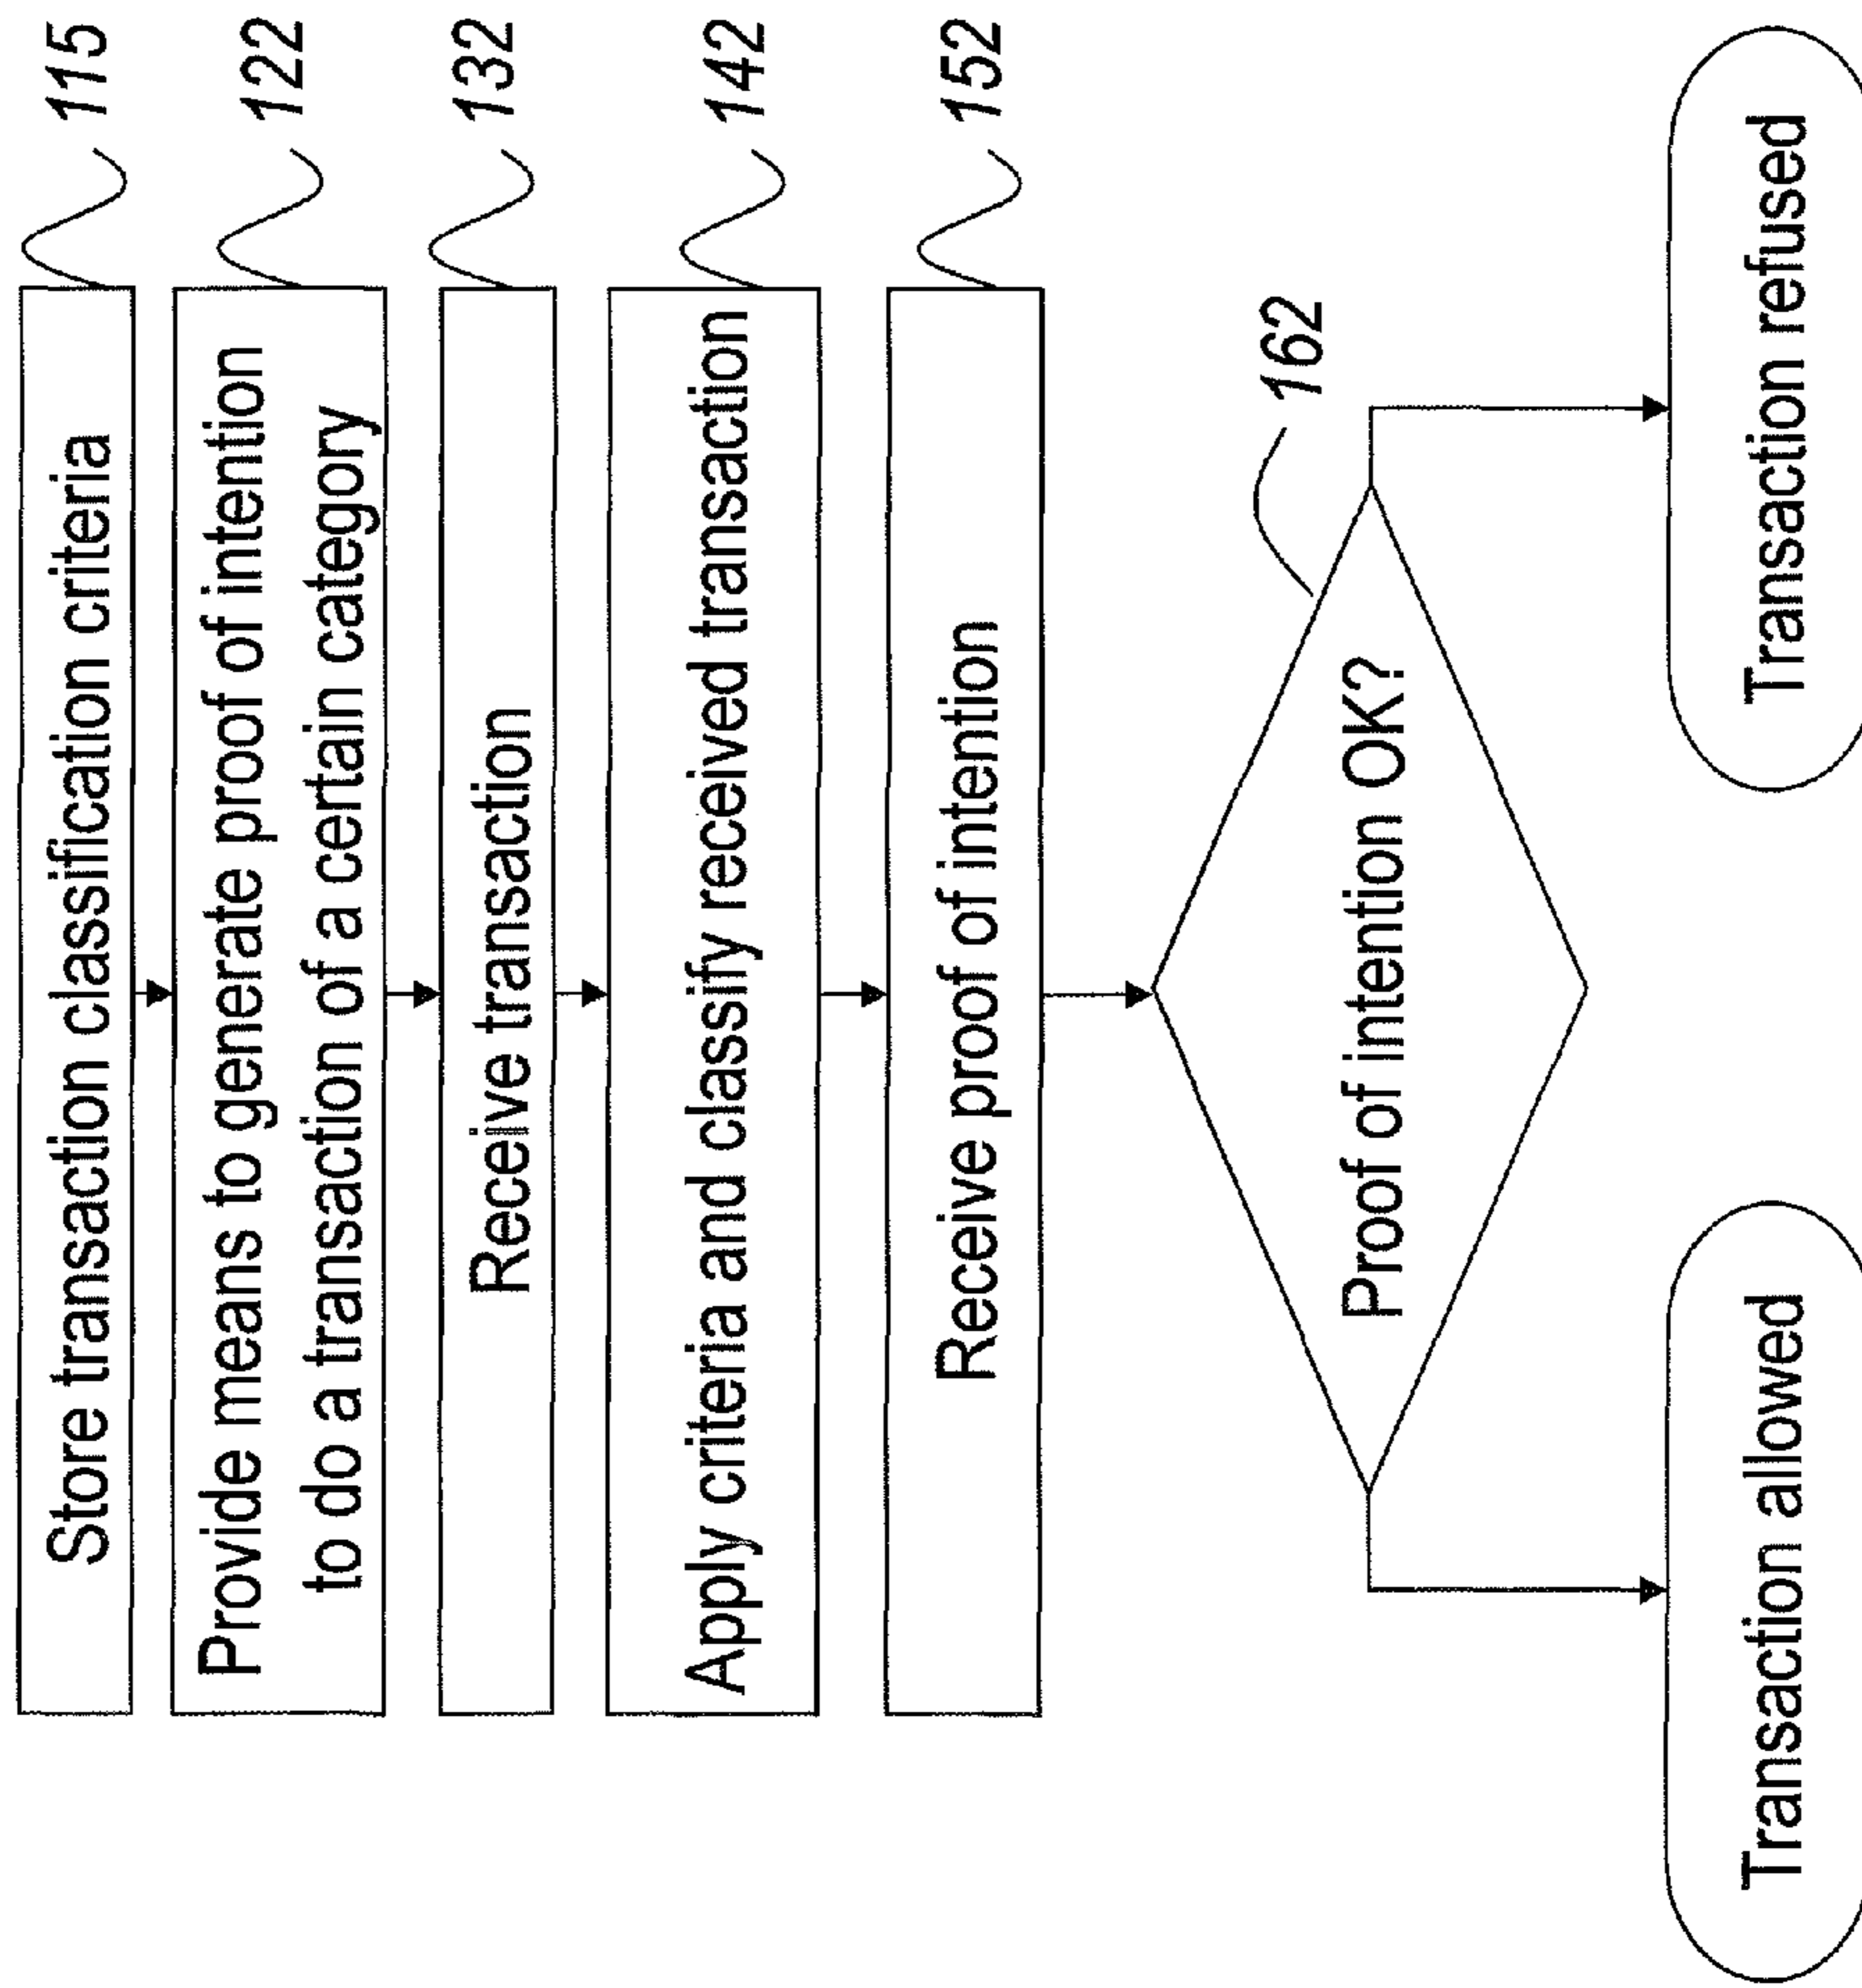 Store transaction classification criteria
115
Provide means to generate proof of intention
to do a transaction of a certain category
122
Receive transaction
132
Apply criteria and classify received transaction
142
Receive proof of intention
152
Proof of intention OK?
162
Transaction allowed
Transaction refused